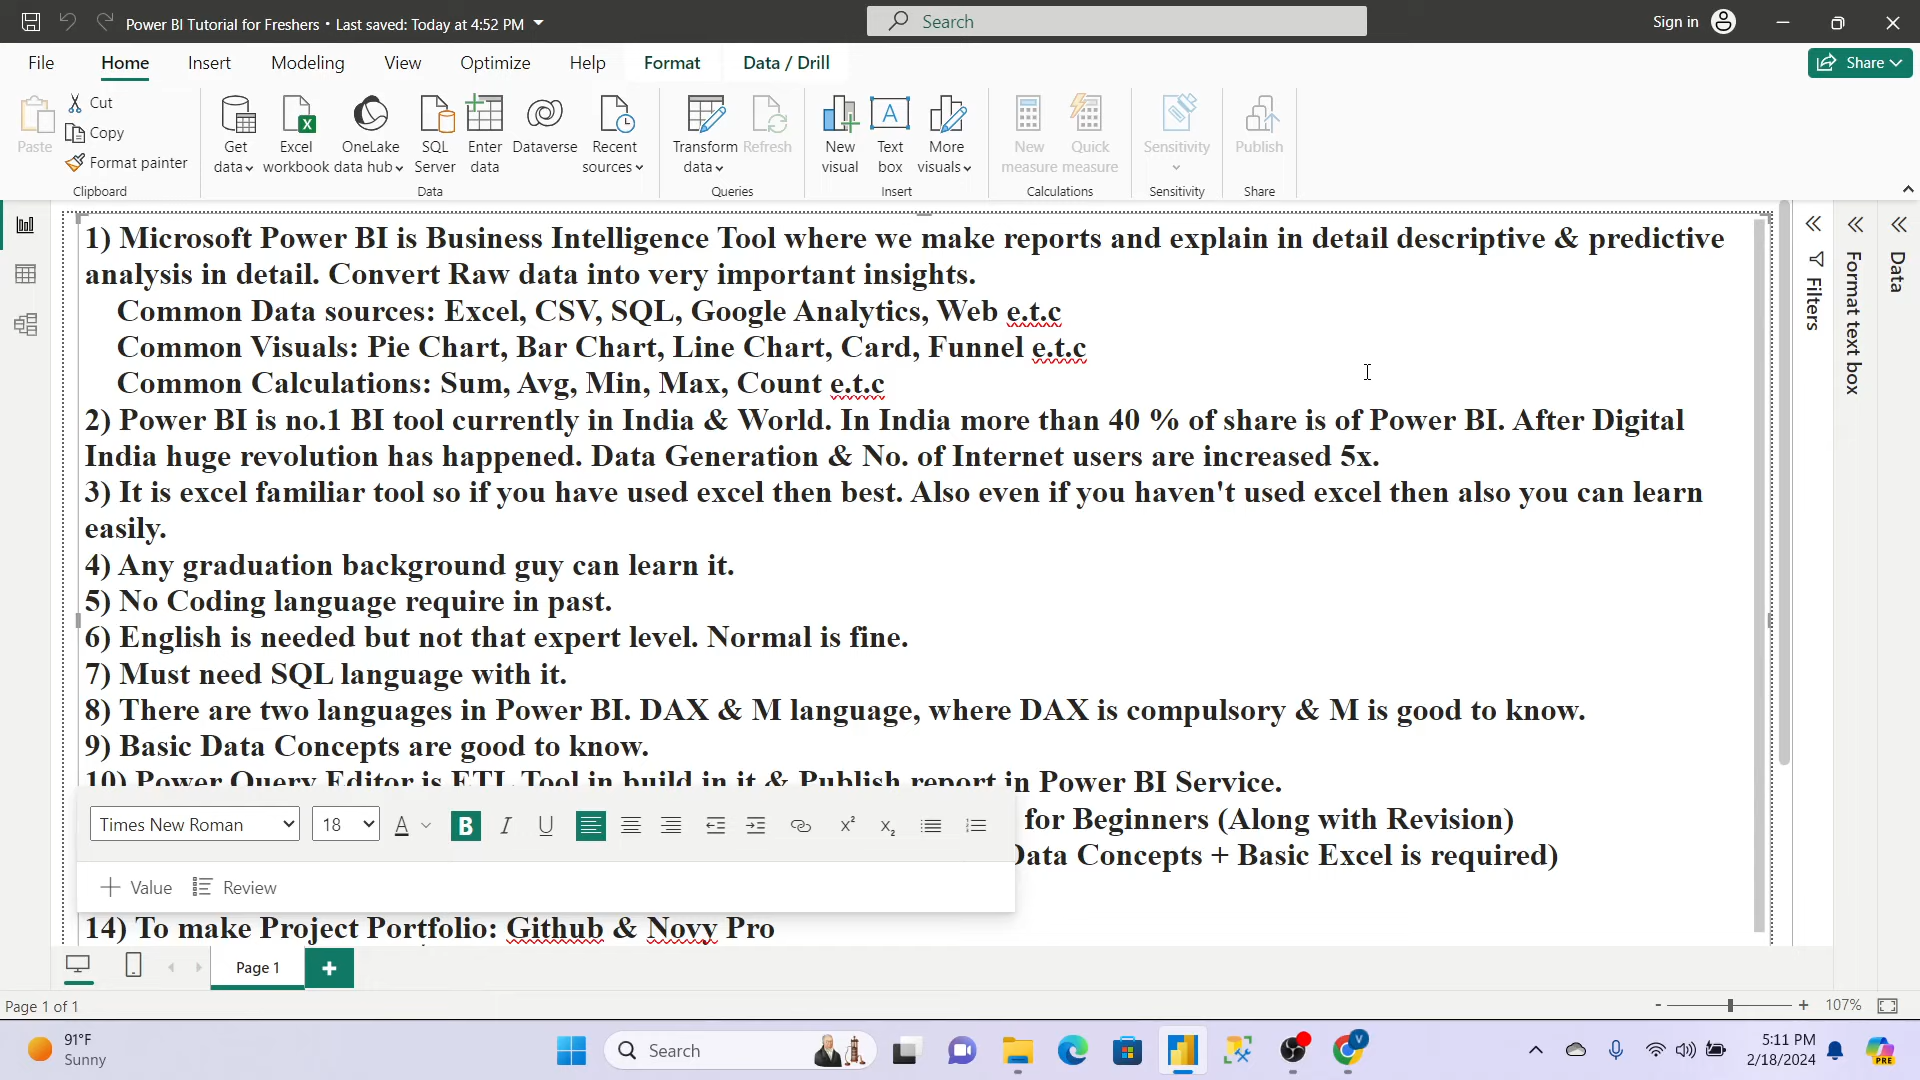 Power BI Tutorial for Freshers • Last saved: Today at 4:52 PM
Search
Sign in
File Home Insert Modeling View Optimize Help Format Data / Drill
Share
Paste
Cut
Copy
Format painter
Clipboard
Get data
Excel workbook
OneLake data hub
SQL Server
Enter data
Dataverse
Recent sources
Data
Transform data
Refresh
Queries
New visual
Text box
More visuals
Insert
New measure
Quick measure
Calculations
Sensitivity
Sensitivity
Publish
Share
1) Microsoft Power BI is Business Intelligence Tool where we make reports and explain in detail descriptive & predictive
analysis in detail. Convert Raw data into very important insights.
Common Data sources: Excel, CSV, SQL, Google Analytics, Web e.t.c
Common Visuals: Pie Chart, Bar Chart, Line Chart, Card, Funnel e.t.c
Common Calculations: Sum, Avg, Min, Max, Count e.t.c
2) Power BI is no.1 BI tool currently in India & World. In India more than 40 % of share is of Power BI. After Digital
India huge revolution has happened. Data Generation & No. of Internet users are increased 5x.
3) It is excel familiar tool so if you have used excel then best. Also even if you haven't used excel then also you can learn
easily.
4) Any graduation background guy can learn it.
5) No Coding language require in past.
6) English is needed but not that expert level. Normal is fine.
7) Must need SQL language with it.
8) There are two languages in Power BI. DAX & M language, where DAX is compulsory & M is good to know.
9) Basic Data Concepts are good to know.
10) Power Query Editor is ETL Tool in build in it & Publish report in Power BI Service.
for Beginners (Along with Revision)
Data Concepts + Basic Excel is required)
14) To make Project Portfolio: Github & Novy Pro
Times New Roman 18 A B I U x² x₂
Value Review
Filters
Format text box
Data
Page 1
Page 1 of 1
- + 107%
91°F
Sunny
Search
5:11 PM
2/18/2024
PRE